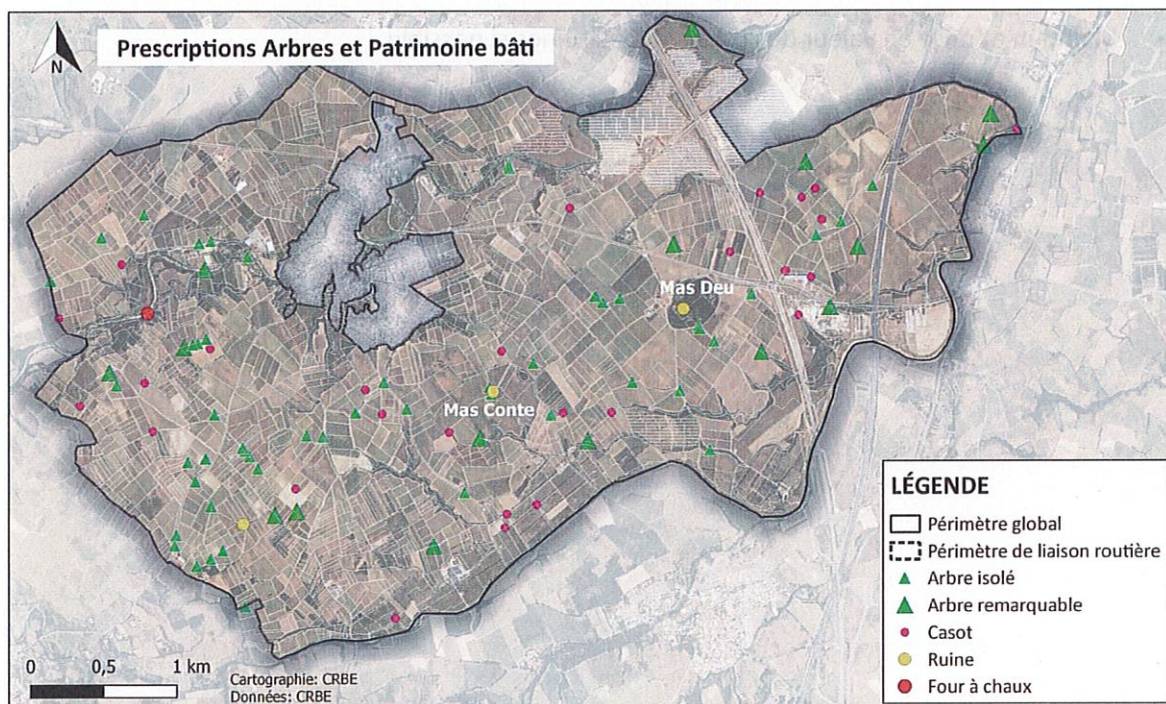 Prescriptions Arbres et Patrimoine bâti
N
Mas Deu
Mas Conte
LÉGENDE
Périmètre global
Périmètre de liaison routière
Arbre isolé
Arbre remarquable
Casot
Ruine
Four à chaux
0 0,5 1 km
Cartographie: CRBE
Données: CRBE